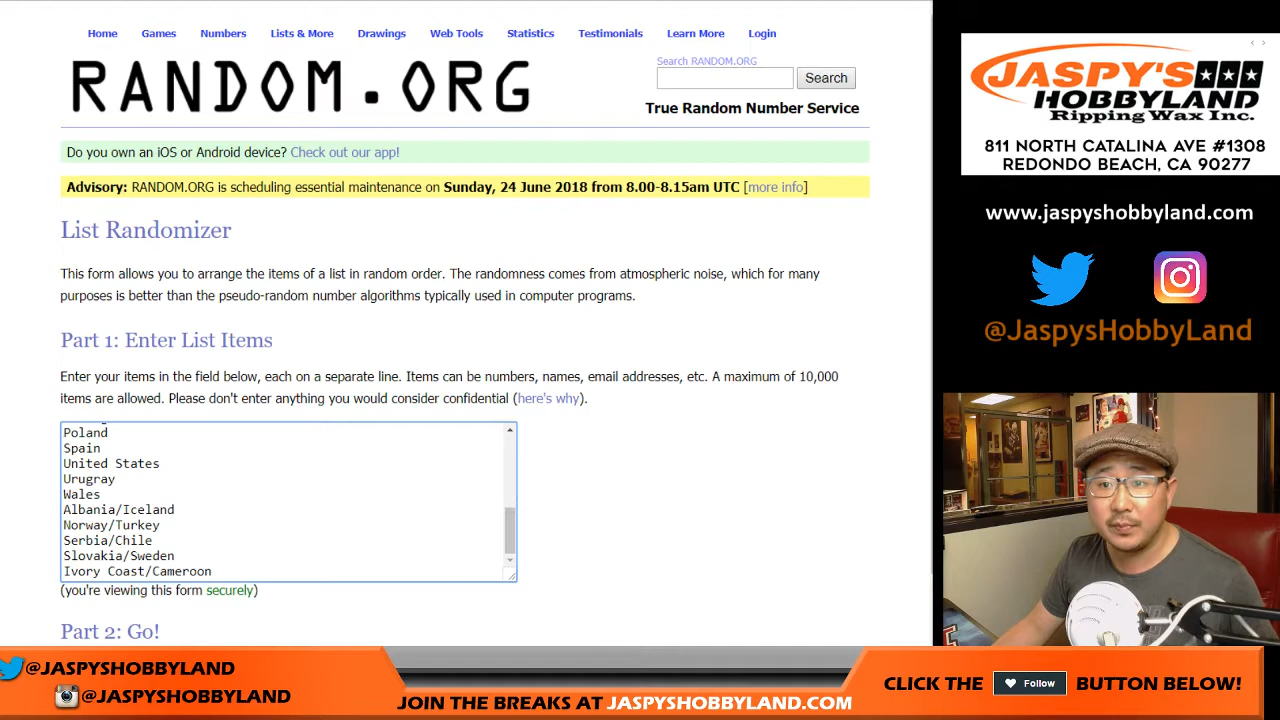 Home Games Numbers Lists & More Drawings Web Tools Statistics Testimonials Learn More Login
RANDOM.ORG
Search RANDOM.ORG
Search
True Random Number Service
Do you own an iOS or Android device? Check out our app!
Advisory: RANDOM.ORG is scheduling essential maintenance on Sunday, 24 June 2018 from 8.00-8.15am UTC [more info]
List Randomizer
This form allows you to arrange the items of a list in random order. The randomness comes from atmospheric noise, which for many
purposes is better than the pseudo-random number algorithms typically used in computer programs.
Part 1: Enter List Items
Enter your items in the field below, each on a separate line. Items can be numbers, names, email addresses, etc. A maximum of 10,000
items are allowed. Please don't enter anything you would consider confidential (here's why).
Poland
Spain
United States
Urugray
Wales
Albania/Iceland
Norway/Turkey
Serbia/Chile
Slovakia/Sweden
Ivory Coast/Cameroon
(you're viewing this form securely)
Part 2: Go!
JASPY'S
HOBBYLAND
Ripping Wax Inc.
811 NORTH CATALINA AVE #1308
REDONDO BEACH, CA 90277
www.jaspyshobbyland.com
@JaspysHobbyLand
@JASPYSHOBBYLAND
@JASPYSHOBBYLAND
JOIN THE BREAKS AT JASPYSHOBBYLAND.COM
CLICK THE Follow BUTTON BELOW!